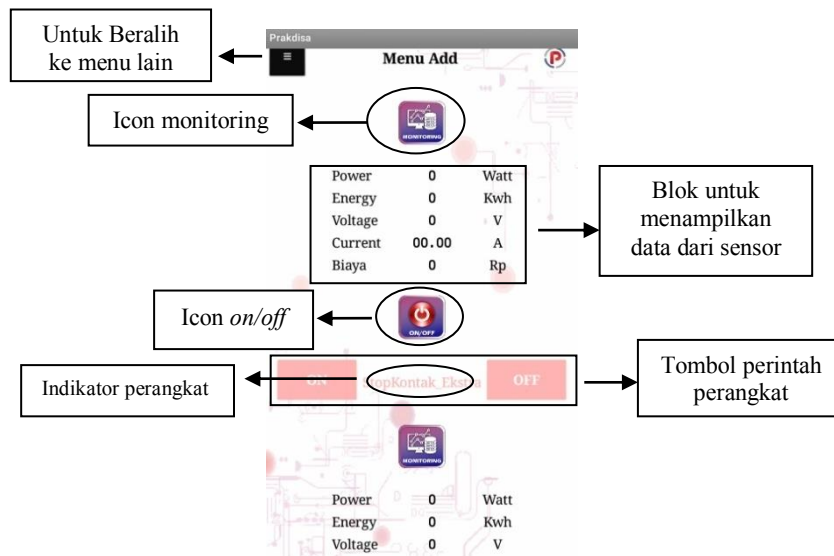 Untuk Beralih
ke menu lain
Prakdisa
Menu Add
Icon monitoring
MONITORING
Power 0 Watt
Energy 0 Kwh
Voltage 0 V
Current 00.00 A
Biaya 0 Rp
Blok untuk
menampilkan
data dari sensor
Icon on/off
ON/OFF
Indikator perangkat
ON StopKontak_Ekstra OFF
Tombol perintah
perangkat
MONITORING
Power 0 Watt
Energy 0 Kwh
Voltage 0 V